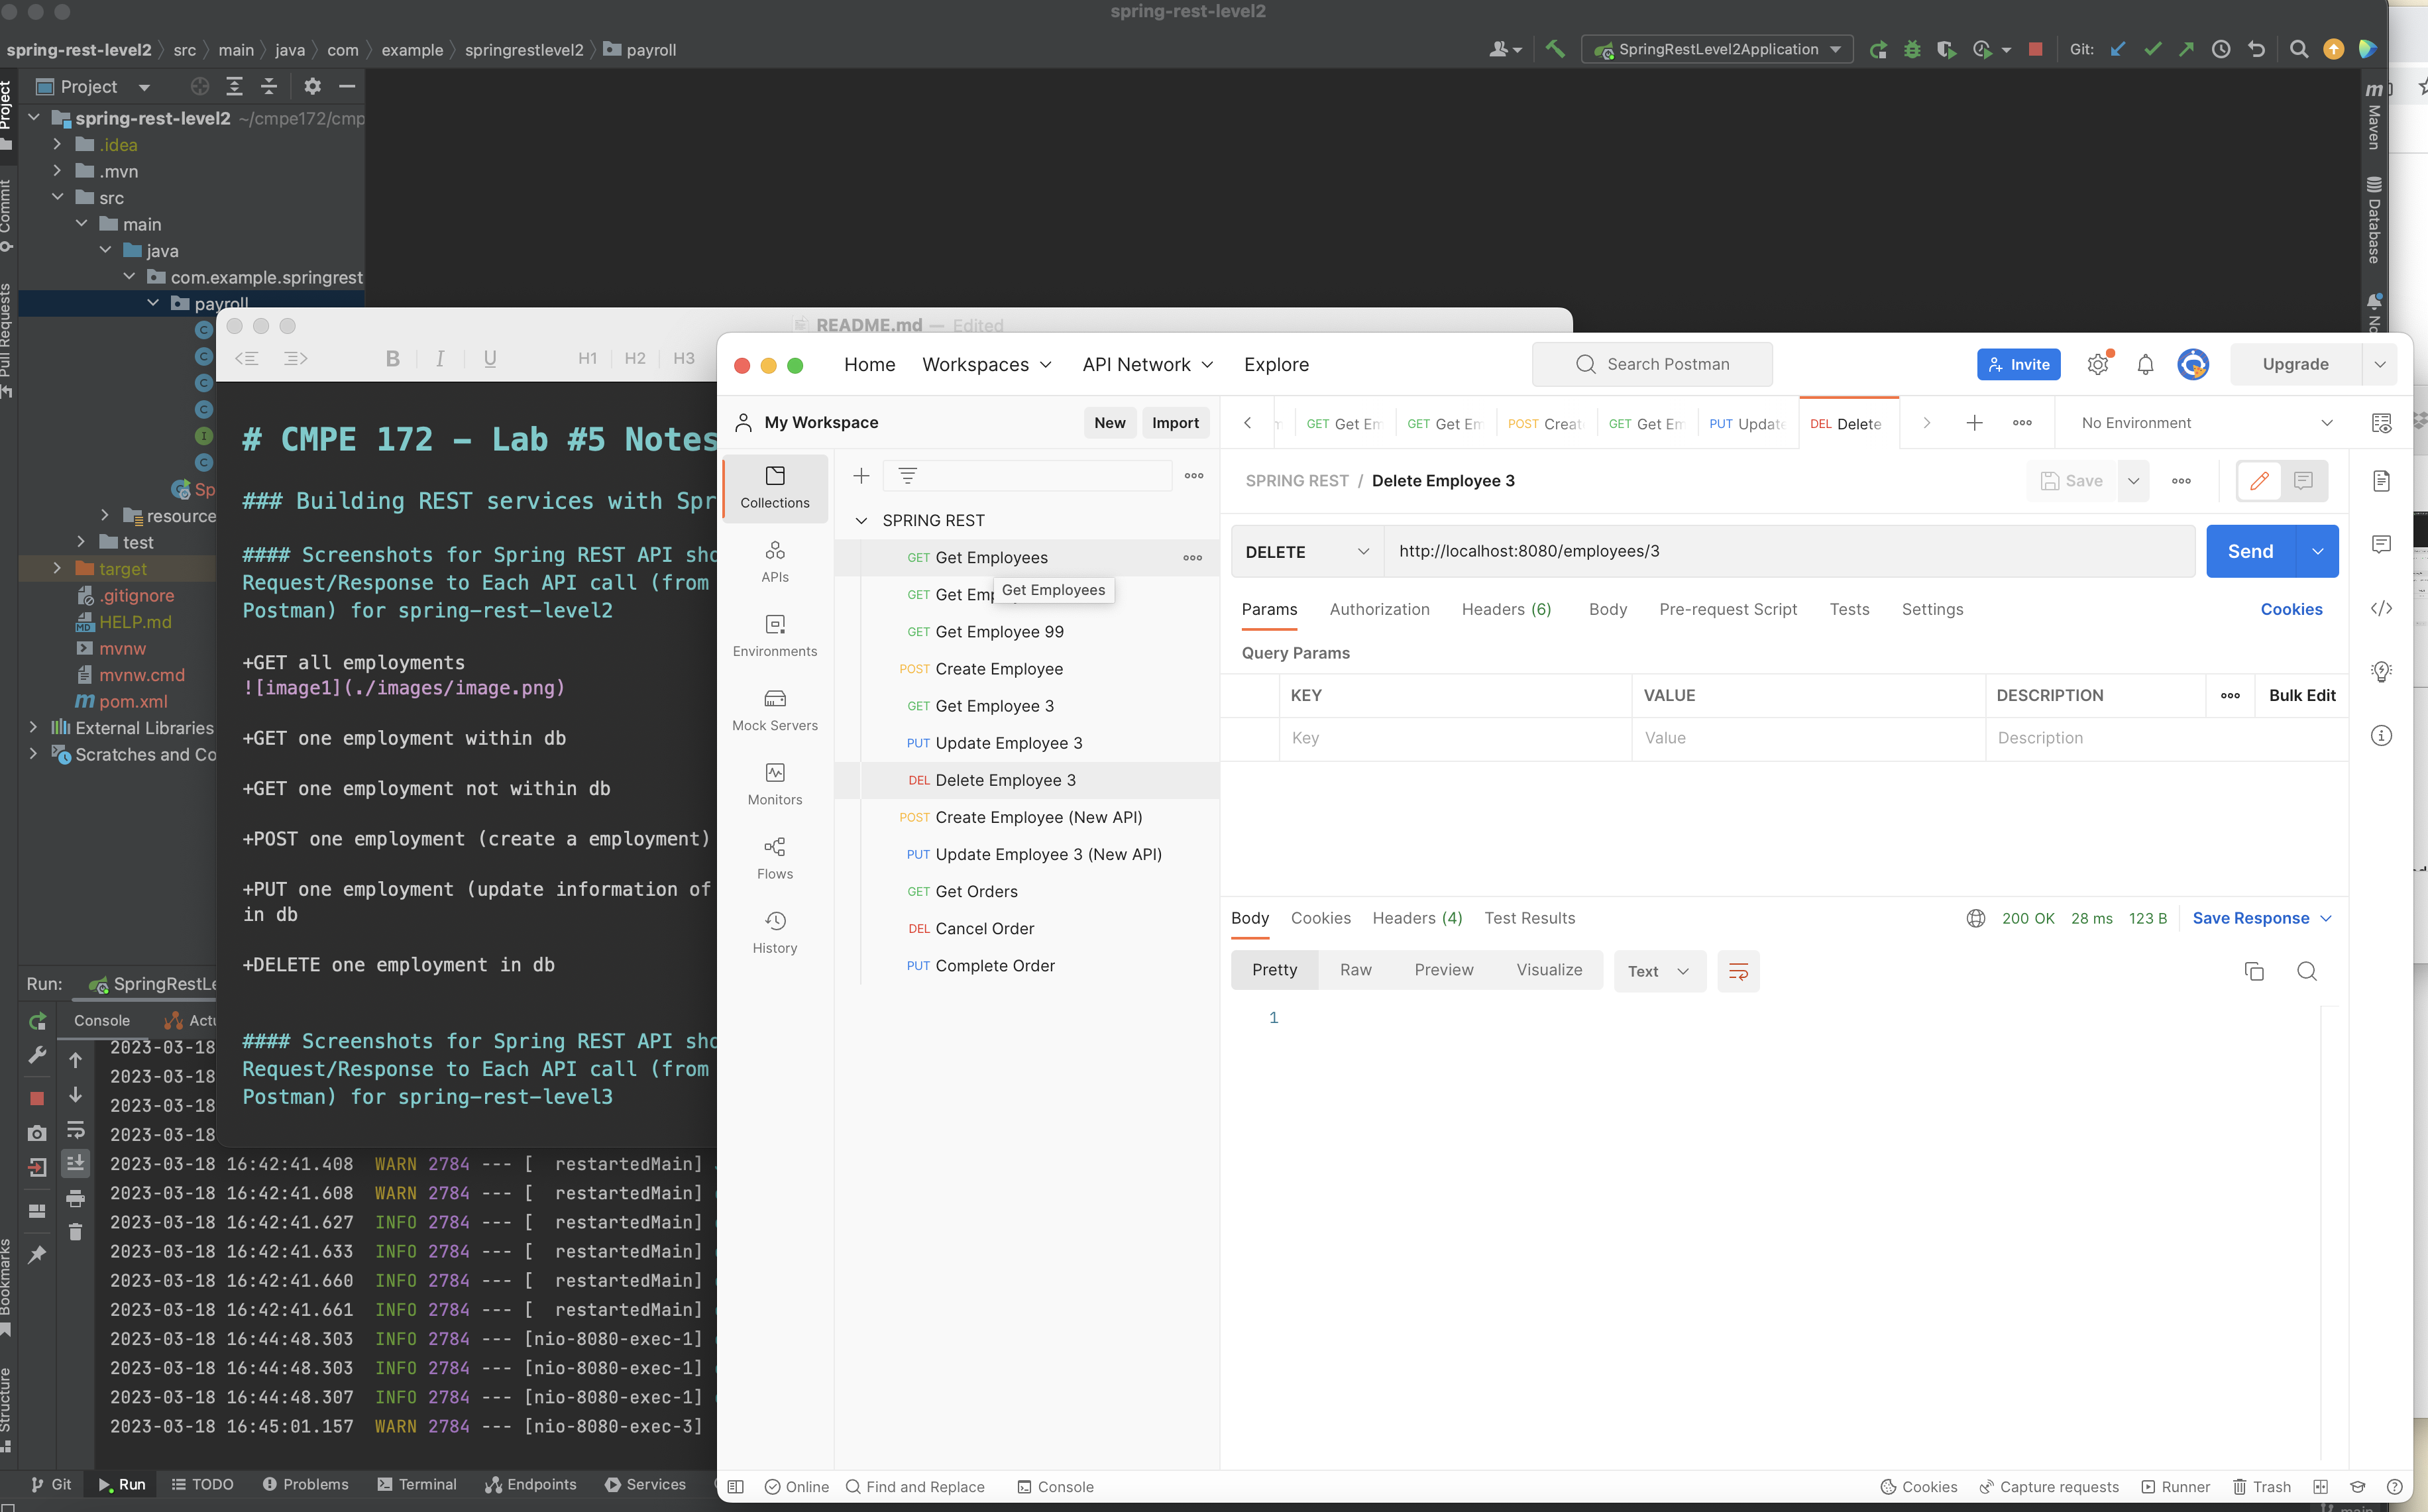 spring-rest-level2
spring-rest-level2 src main java com example springrestlevel2 payroll
SpringRestLevel2Application
Git:
Project
Project
Commit
Pull Requests
Bookmarks
Structure
Maven
Database
spring-rest-level2 ~/cmpe172/cmp
.idea
.mvn
src
main
java
com.example.springrest
payroll
Sp
resource
test
target
.gitignore
HELP.md
mvnw
mvnw.cmd
pom.xml
External Libraries
Scratches and Co
README.md — Edited
B I U H1 H2 H3
# CMPE 172 - Lab #5 Notes
### Building REST services with Spr
#### Screenshots for Spring REST API sho
Request/Response to Each API call (from
Postman) for spring-rest-level2
+GET all employments
![image1](./images/image.png)
+GET one employment within db
+GET one employment not within db
+POST one employment (create a employment)
+PUT one employment (update information of
in db
+DELETE one employment in db
#### Screenshots for Spring REST API sho
Request/Response to Each API call (from
Postman) for spring-rest-level3
Run: SpringRestLe
Console Actu
2023-03-18
2023-03-18
2023-03-18
2023-03-18
2023-03-18 16:42:41.408 WARN 2784 --- [ restartedMain]
2023-03-18 16:42:41.608 WARN 2784 --- [ restartedMain]
2023-03-18 16:42:41.627 INFO 2784 --- [ restartedMain]
2023-03-18 16:42:41.633 INFO 2784 --- [ restartedMain]
2023-03-18 16:42:41.660 INFO 2784 --- [ restartedMain]
2023-03-18 16:42:41.661 INFO 2784 --- [ restartedMain]
2023-03-18 16:44:48.303 INFO 2784 --- [nio-8080-exec-1]
2023-03-18 16:44:48.303 INFO 2784 --- [nio-8080-exec-1]
2023-03-18 16:44:48.307 INFO 2784 --- [nio-8080-exec-1]
2023-03-18 16:45:01.157 WARN 2784 --- [nio-8080-exec-3]
Git Run TODO Problems Terminal Endpoints Services
Home Workspaces API Network Explore Search Postman Invite Upgrade
My Workspace New Import
GET Get Em GET Get Em POST Creat GET Get Em PUT Update DEL Delete No Environment
Collections
APIs
Environments
Mock Servers
Monitors
Flows
History
SPRING REST
GET Get Employees
GET Get Emp
Get Employees
GET Get Employee 99
POST Create Employee
GET Get Employee 3
PUT Update Employee 3
DEL Delete Employee 3
POST Create Employee (New API)
PUT Update Employee 3 (New API)
GET Get Orders
DEL Cancel Order
PUT Complete Order
SPRING REST / Delete Employee 3 Save
DELETE http://localhost:8080/employees/3 Send
Params Authorization Headers (6) Body Pre-request Script Tests Settings Cookies
Query Params
KEY VALUE DESCRIPTION Bulk Edit
Key Value Description
Body Cookies Headers (4) Test Results 200 OK 28 ms 123 B Save Response
Pretty Raw Preview Visualize Text
1
Online Find and Replace Console Cookies Capture requests Runner Trash